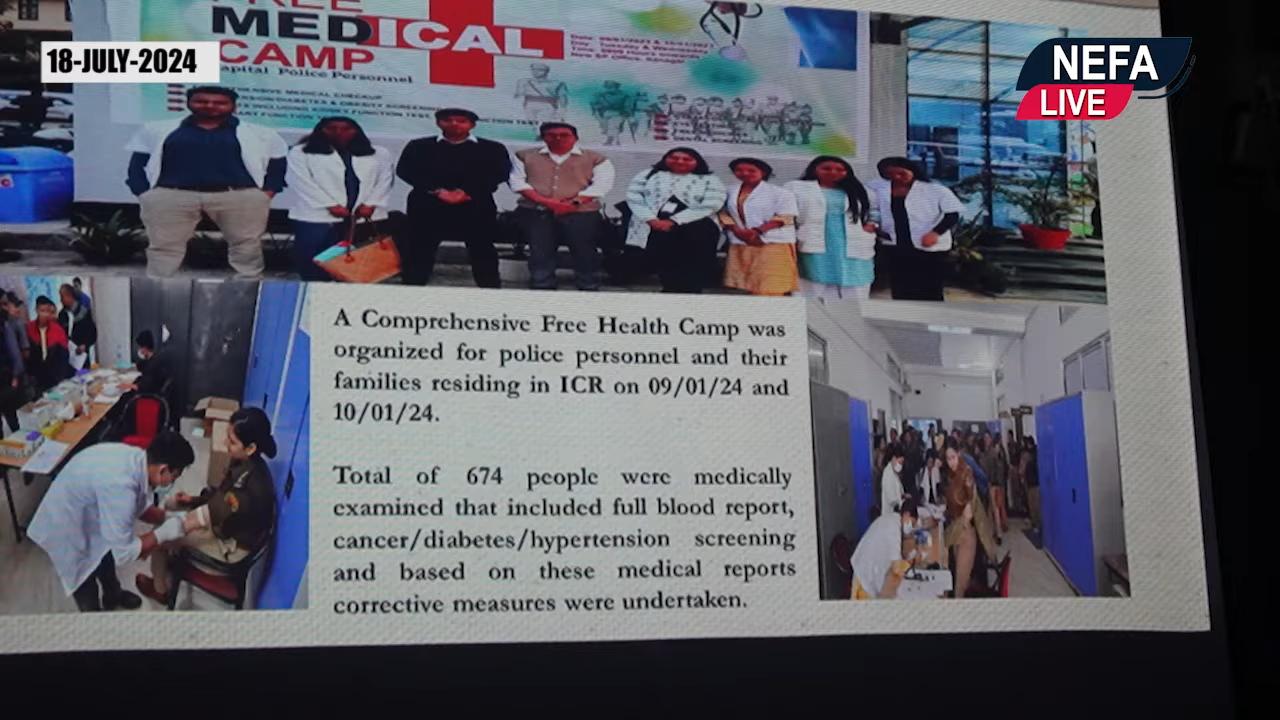 18-JULY-2024
NEFA
LIVE
FREE
MEDICAL
CAMP
Capital Police Personnel
A Comprehensive Free Health Camp was
organized for police personnel and their
families residing in ICR on 09/01/24 and
10/01/24.
Total of 674 people were medically
examined that included full blood report,
cancer/diabetes/hypertension screening
and based on these medical reports
corrective measures were undertaken.